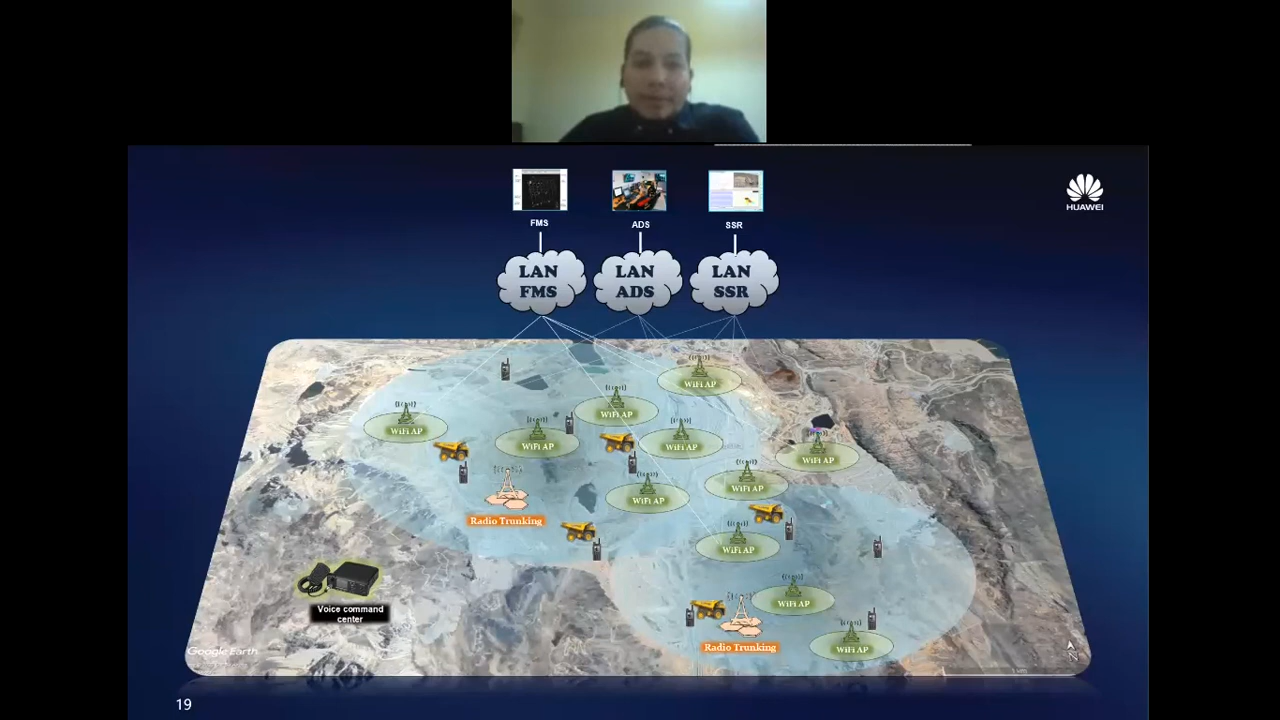 HUAWEI
FMS
ADS
SSR
LAN
FMS
LAN
ADS
LAN
SSR
WiFi AP
WiFi AP
WiFi AP
WiFi AP
WiFi AP
WiFi AP
WiFi AP
WiFi AP
WiFi AP
Radio Trunking
WiFi AP
WiFi AP
Voice command
center
Radio Trunking
WiFi AP
Google Earth
N
19